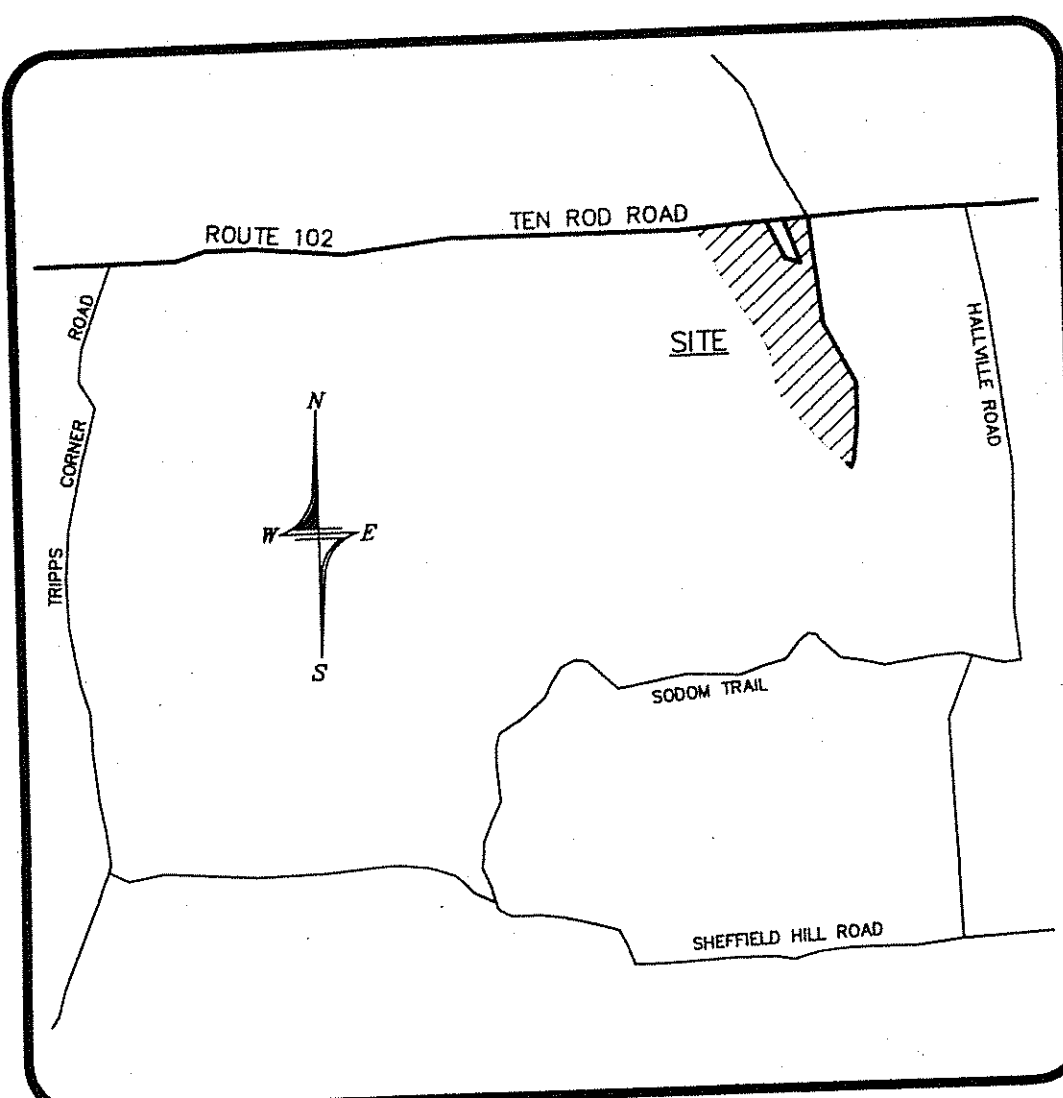 TEN ROD ROAD
ROUTE 102
SITE
HALLVILLE ROAD
TRIPPS CORNER ROAD
N
W E
S
SODOM TRAIL
SHEFFIELD HILL ROAD